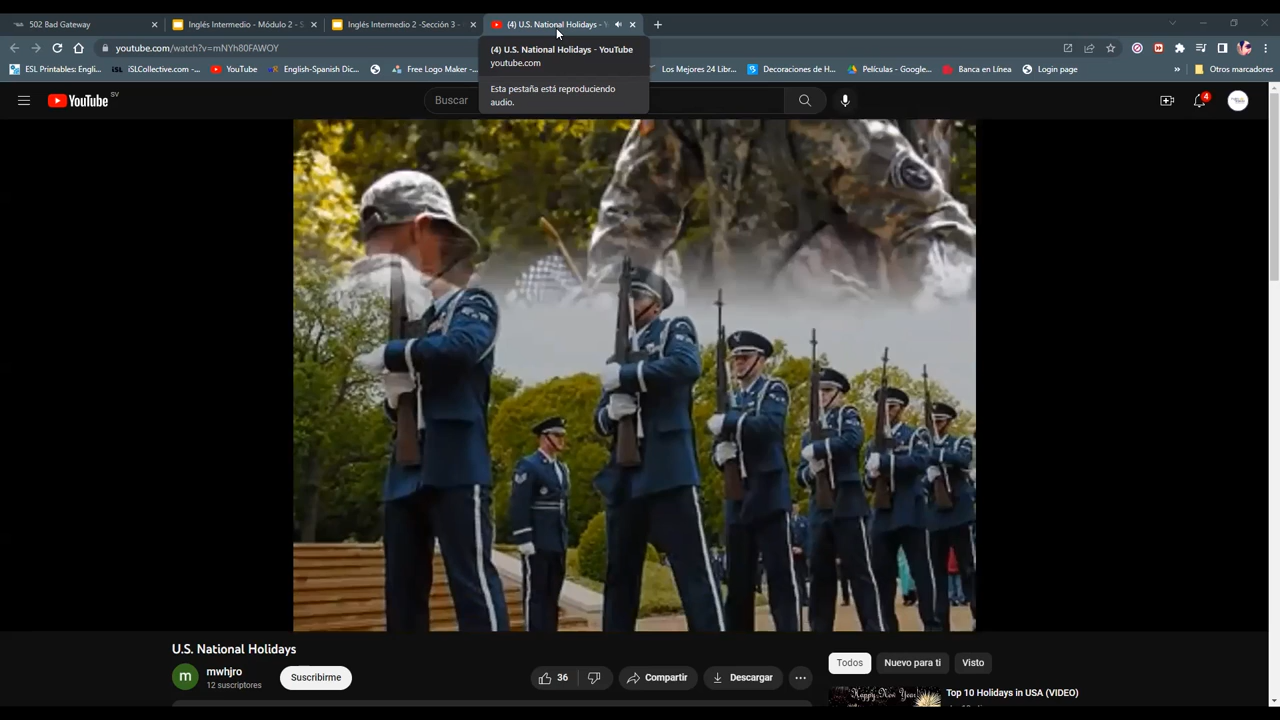 502 Bad Gateway
Inglés Intermedio - Módulo 2 - S
Inglés Intermedio 2 -Sección 3 -
(4) U.S. National Holidays - Y
youtube.com/watch?v=mNYh80FAWOY
(4) U.S. National Holidays - YouTube
youtube.com
Esta pestaña está reproduciendo
audio.
ESL Printables: Engl...
iSLCollective.com -...
YouTube
English-Spanish Dic...
Free Logo Maker -...
Los Mejores 24 Libr...
Decoraciones de H...
Películas - Google...
Banca en Línea
Login page
Otros marcadores
YouTube SV
Buscar
4
U.S. National Holidays
m
mwhjro
12 suscriptores
Suscribirme
36
Compartir
Descargar
Todos
Nuevo para ti
Visto
Happy New Year
Top 10 Holidays in USA (VIDEO)